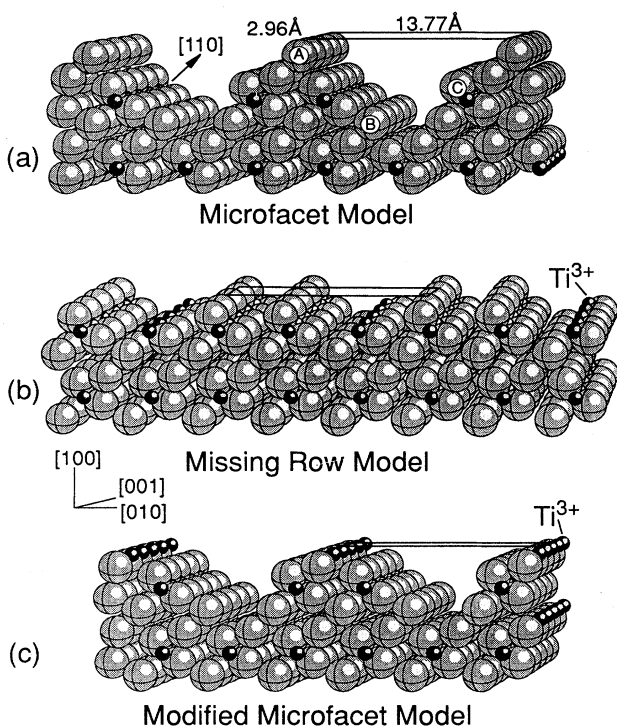 2.96Å 13.77Å
[110]
A
C
B
(a)
Microfacet Model
Ti3+
(b)
Missing Row Model
[100]
[001]
[010]
Ti3+
(c)
Modified Microfacet Model